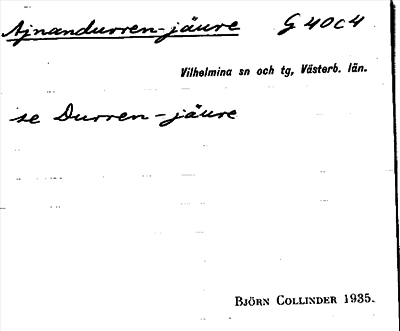 Ajnandurren-jäure G 40c4
Vilhelmina sn och tg, Västerb. län.
se Durren-jäure
BJÖRN COLLINDER 1935.